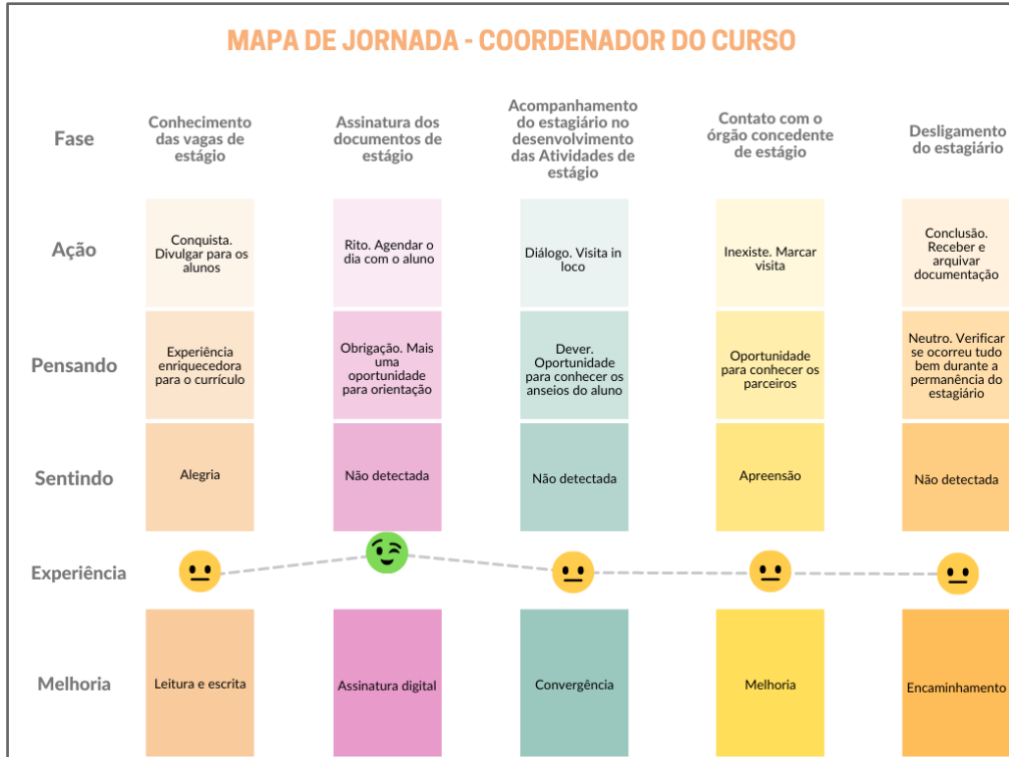 MAPA DE JORNADA - COORDENADOR DO CURSO
Fase
Conhecimento
das vagas de
estágio
Assinatura dos
documentos de
estágio
Acompanhamento
do estagiário no
desenvolvimento
das Atividades de
estágio
Contato com o
órgão concedente
de estágio
Desligamento
do estagiário
Ação
Conquista.
Divulgar para os
alunos
Rito. Agendar o
dia com o aluno
Diálogo. Visita in
loco
Inexiste. Marcar
visita
Conclusão.
Receber e
arquivar
documentação
Pensando
Experiência
enriquecedora
para o currículo
Obrigação. Mais
uma
oportunidade
para orientação
Dever.
Oportunidade
para conhecer os
anseios do aluno
Oportunidade
para conhecer os
parceiros
Neutro. Verificar
se ocorreu tudo
bem durante a
permanência do
estagiário
Sentindo
Alegria
Não detectada
Não detectada
Apreensão
Não detectada
Experiência
Melhoria
Leitura e escrita
Assinatura digital
Convergência
Melhoria
Encaminhamento